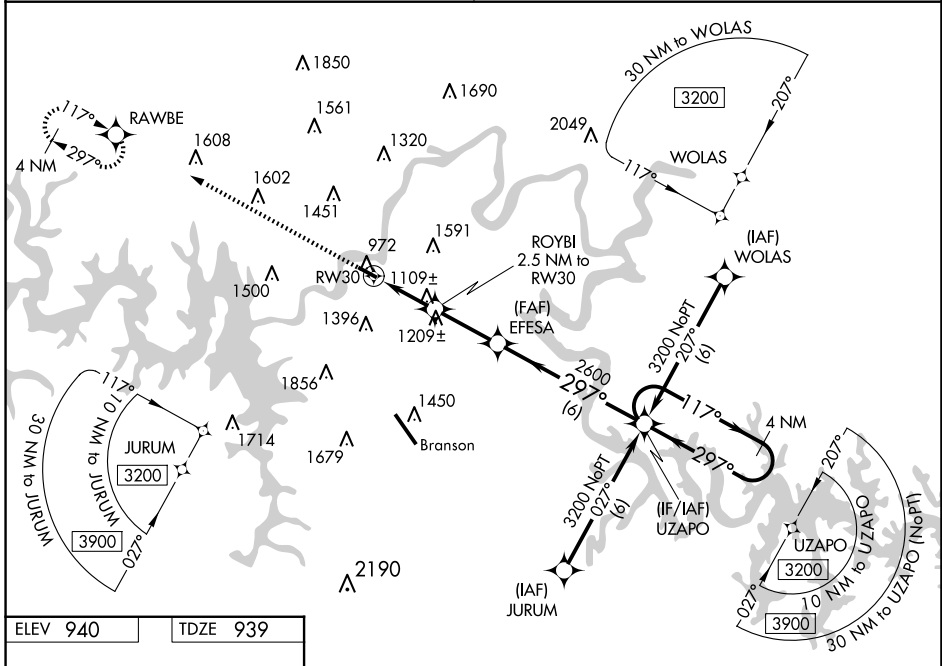 1850
30 NM to WOLAS
1690
3200
207°
117°
RAWBE
1561
2049
4 NM
297°
1608
1320
WOLAS
117°
1602
1451
(IAF)
WOLAS
972
1591
ROYBI
2.5 NM to
RW30
RW30
1109±
1500
(FAF)
EFESA
1396
1209±
3200 NoPT
207°
(6)
2600
297°
(6)
117°
1856
117°
4 NM
30 NM to JURUM
10 NM to JURUM
JURUM
3200
1714
1450
Branson
1679
297°
207°
3200 NoPT
027°
(6)
(IF/IAF)
UZAPO
3900
027°
UZAPO
3200
10 NM to UZAPO
30 NM to UZAPO (NoPT)
027°
3900
2190
(IAF)
JURUM
ELEV 940
TDZE 939